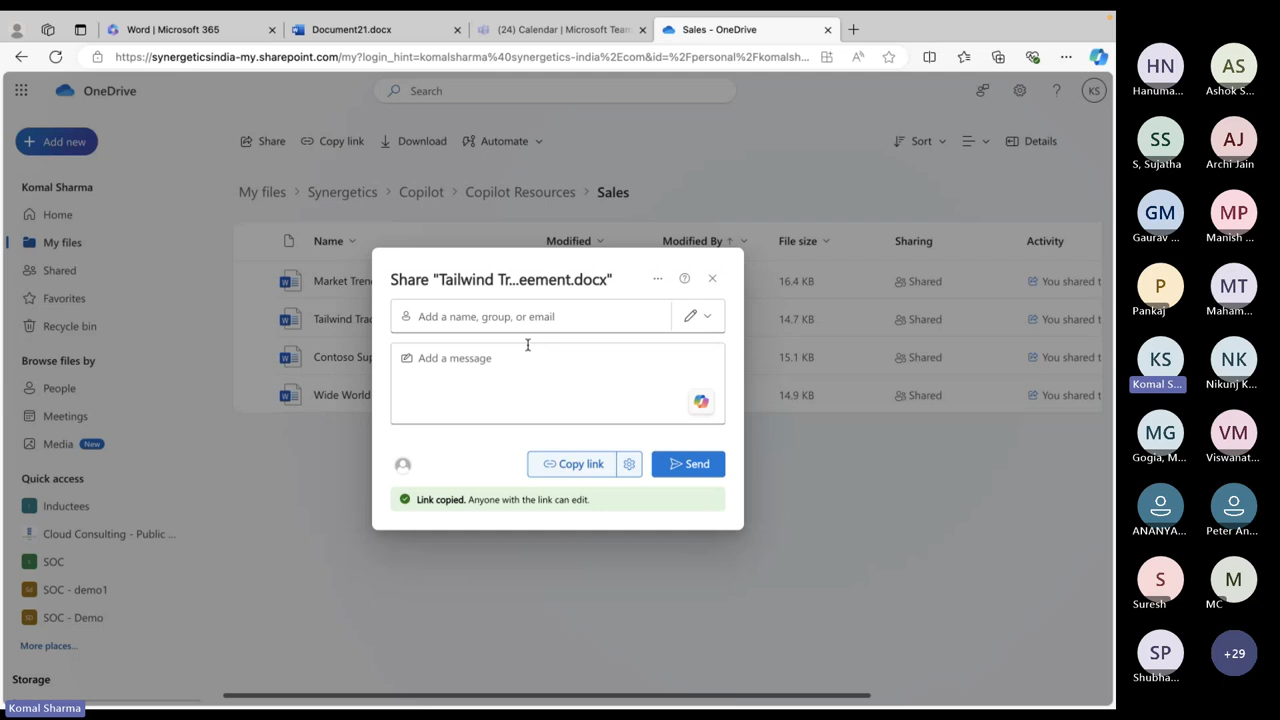 Word | Microsoft 365
Document21.docx
(24) Calendar | Microsoft Team
Sales - OneDrive
https://synergeticsindia-my.sharepoint.com/my?login_hint=komalsharma%40synergetics-india%2Ecom&id=%2Fpersonal%2Fkomalsh...
OneDrive
Search
KS
Add new
Share
Copy link
Download
Automate
Sort
Details
Komal Sharma
Home
My files
Shared
Favorites
Recycle bin
Browse files by
People
Meetings
Media New
Quick access
Inductees
Cloud Consulting - Public ...
SOC
SOC - demo1
SOC - Demo
More places...
Storage
My files > Synergetics > Copilot > Copilot Resources > Sales
Name
Modified
Modified By
File size
Sharing
Activity
Market Tren
16.4 KB
Shared
You shared t
Tailwind Tra
14.7 KB
Shared
You shared t
Contoso Sup
15.1 KB
Shared
You shared t
Wide World
14.9 KB
Shared
You shared t
Share "Tailwind Tr...eement.docx"
Add a name, group, or email
Add a message
Copy link
Send
Link copied. Anyone with the link can edit.
Komal Sharma
HN
Hanuma...
AS
Ashok S...
SS
S, Sujatha
AJ
Archi Jain
GM
Gaurav ...
MP
Manish ...
P
Pankaj
MT
Maham...
KS
Komal S...
NK
Nikunj K...
MG
Gogia, M...
VM
Viswanat...
ANANYA...
Peter An...
S
Suresh
M
MC
SP
Shubha...
+29